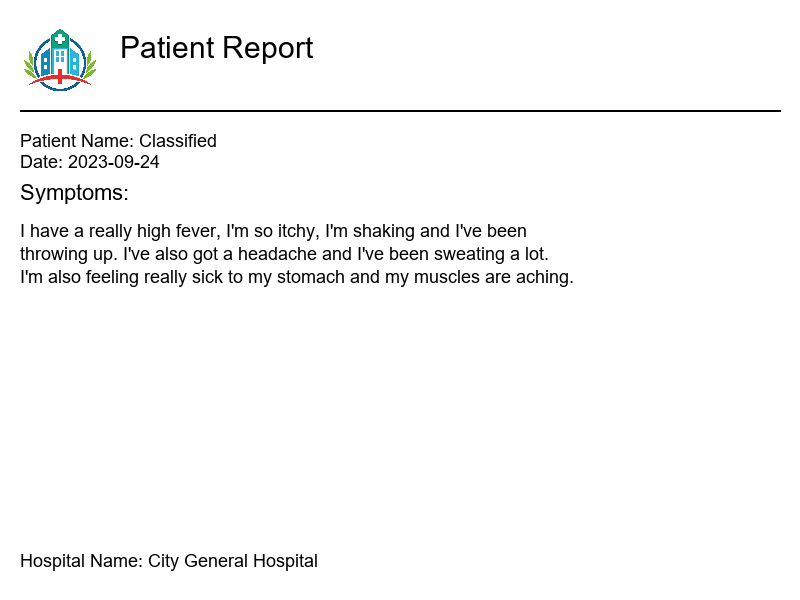 Patient Report
Patient Name: Classified
Date: 2023-09-24
Symptoms:
I have a really high fever, I'm so itchy, I'm shaking and I've been
throwing up. I've also got a headache and I've been sweating a lot.
I'm also feeling really sick to my stomach and my muscles are aching.
Hospital Name: City General Hospital